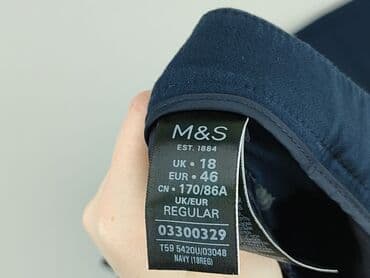 M&S
EST. 1884
UK • 18
EUR • 46
CN • 170/86A
UK/EUR
REGULAR
03300329
T59 5420U/03048
NAVY (18REG)